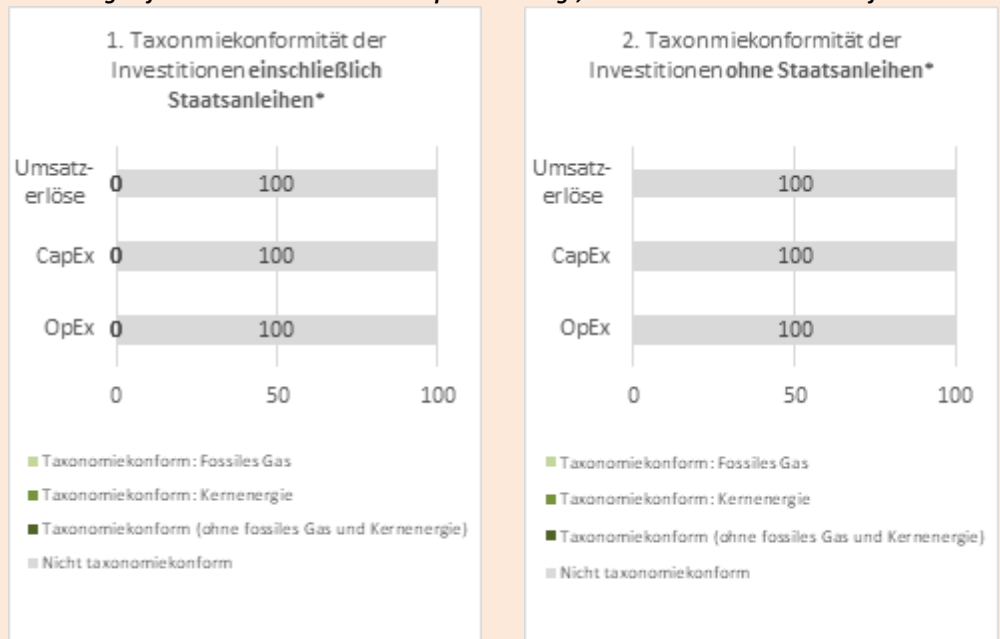 1. Taxonmiekonformität der
Investitionen einschließlich
Staatsanleihen*
Umsatz-
erlöse
0
100
CapEx
0
100
OpEx
0
100
0
50
100
Taxonomiekonform: Fossiles Gas
Taxonomiekonform: Kernenergie
Taxonomiekonform (ohne fossiles Gas und Kernenergie)
Nicht taxonomiekonform
2. Taxonmiekonformität der
Investitionen ohne Staatsanleihen*
Umsatz-
erlöse
100
CapEx
100
OpEx
100
0
50
100
Taxonomiekonform: Fossiles Gas
Taxonomiekonform: Kernenergie
Taxonomiekonform (ohne fossiles Gas und Kernenergie)
Nicht taxonomiekonform